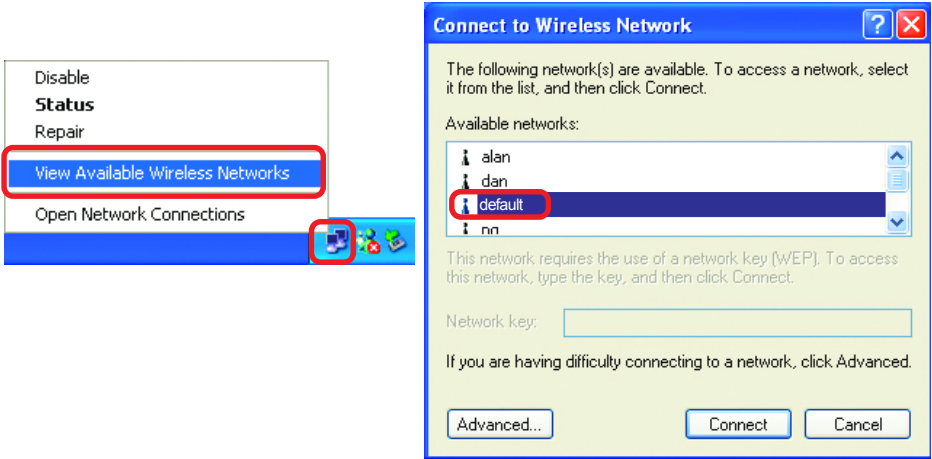 Disable
Status
Repair
View Available Wireless Networks
Open Network Connections
Connect to Wireless Network
The following network(s) are available. To access a network, select
it from the list, and then click Connect.
Available networks:
alan
dan
default
This network requires the use of a network key (WEP). To access
this network, type the key, and then click Connect.
Network key:
If you are having difficulty connecting to a network, click Advanced.
Advanced...
Connect
Cancel